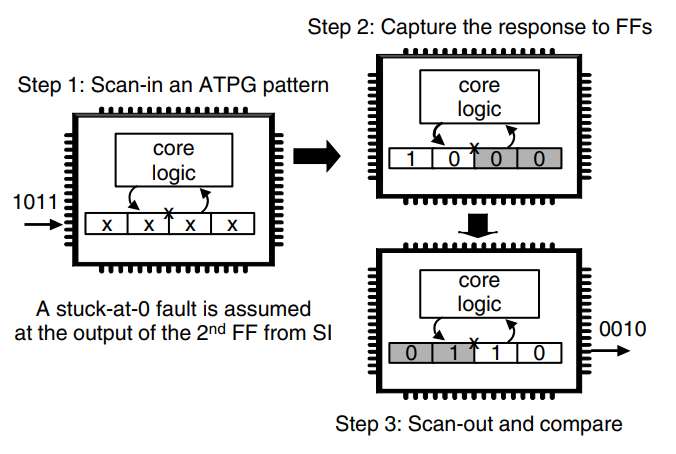 Step 2: Capture the response to FFs
Step 1: Scan-in an ATPG pattern
core
logic
x
1 0 0 0
core
logic
1011
x
x x x x
A stuck-at-0 fault is assumed
at the output of the 2nd FF from SI
core
logic
0010
x
0 1 1 0
Step 3: Scan-out and compare